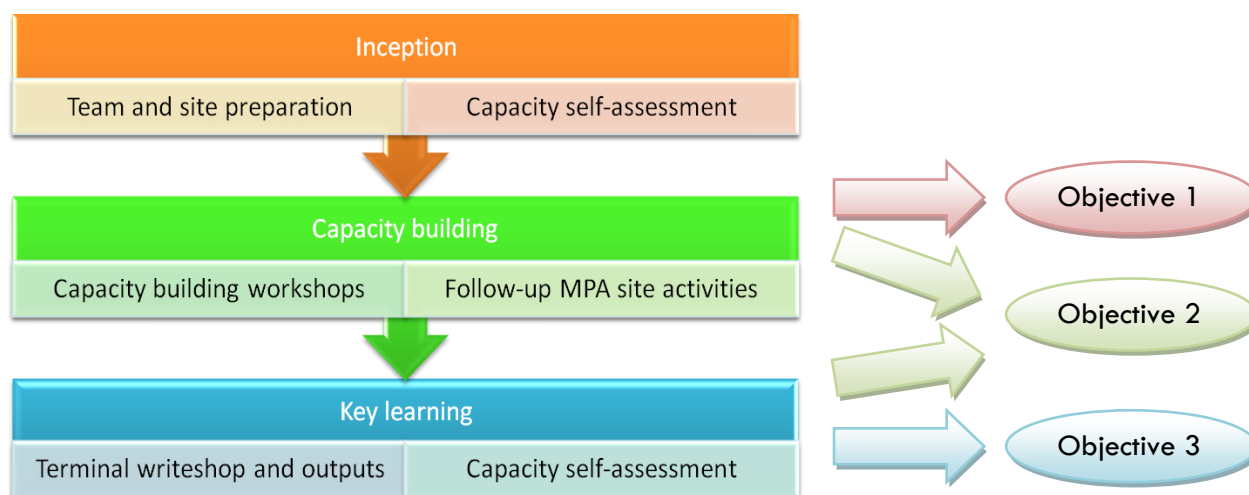 Inception
Team and site preparation
Capacity self-assessment
Capacity building
Capacity building workshops
Follow-up MPA site activities
Key learning
Terminal writeshop and outputs
Capacity self-assessment
Objective 1
Objective 2
Objective 3